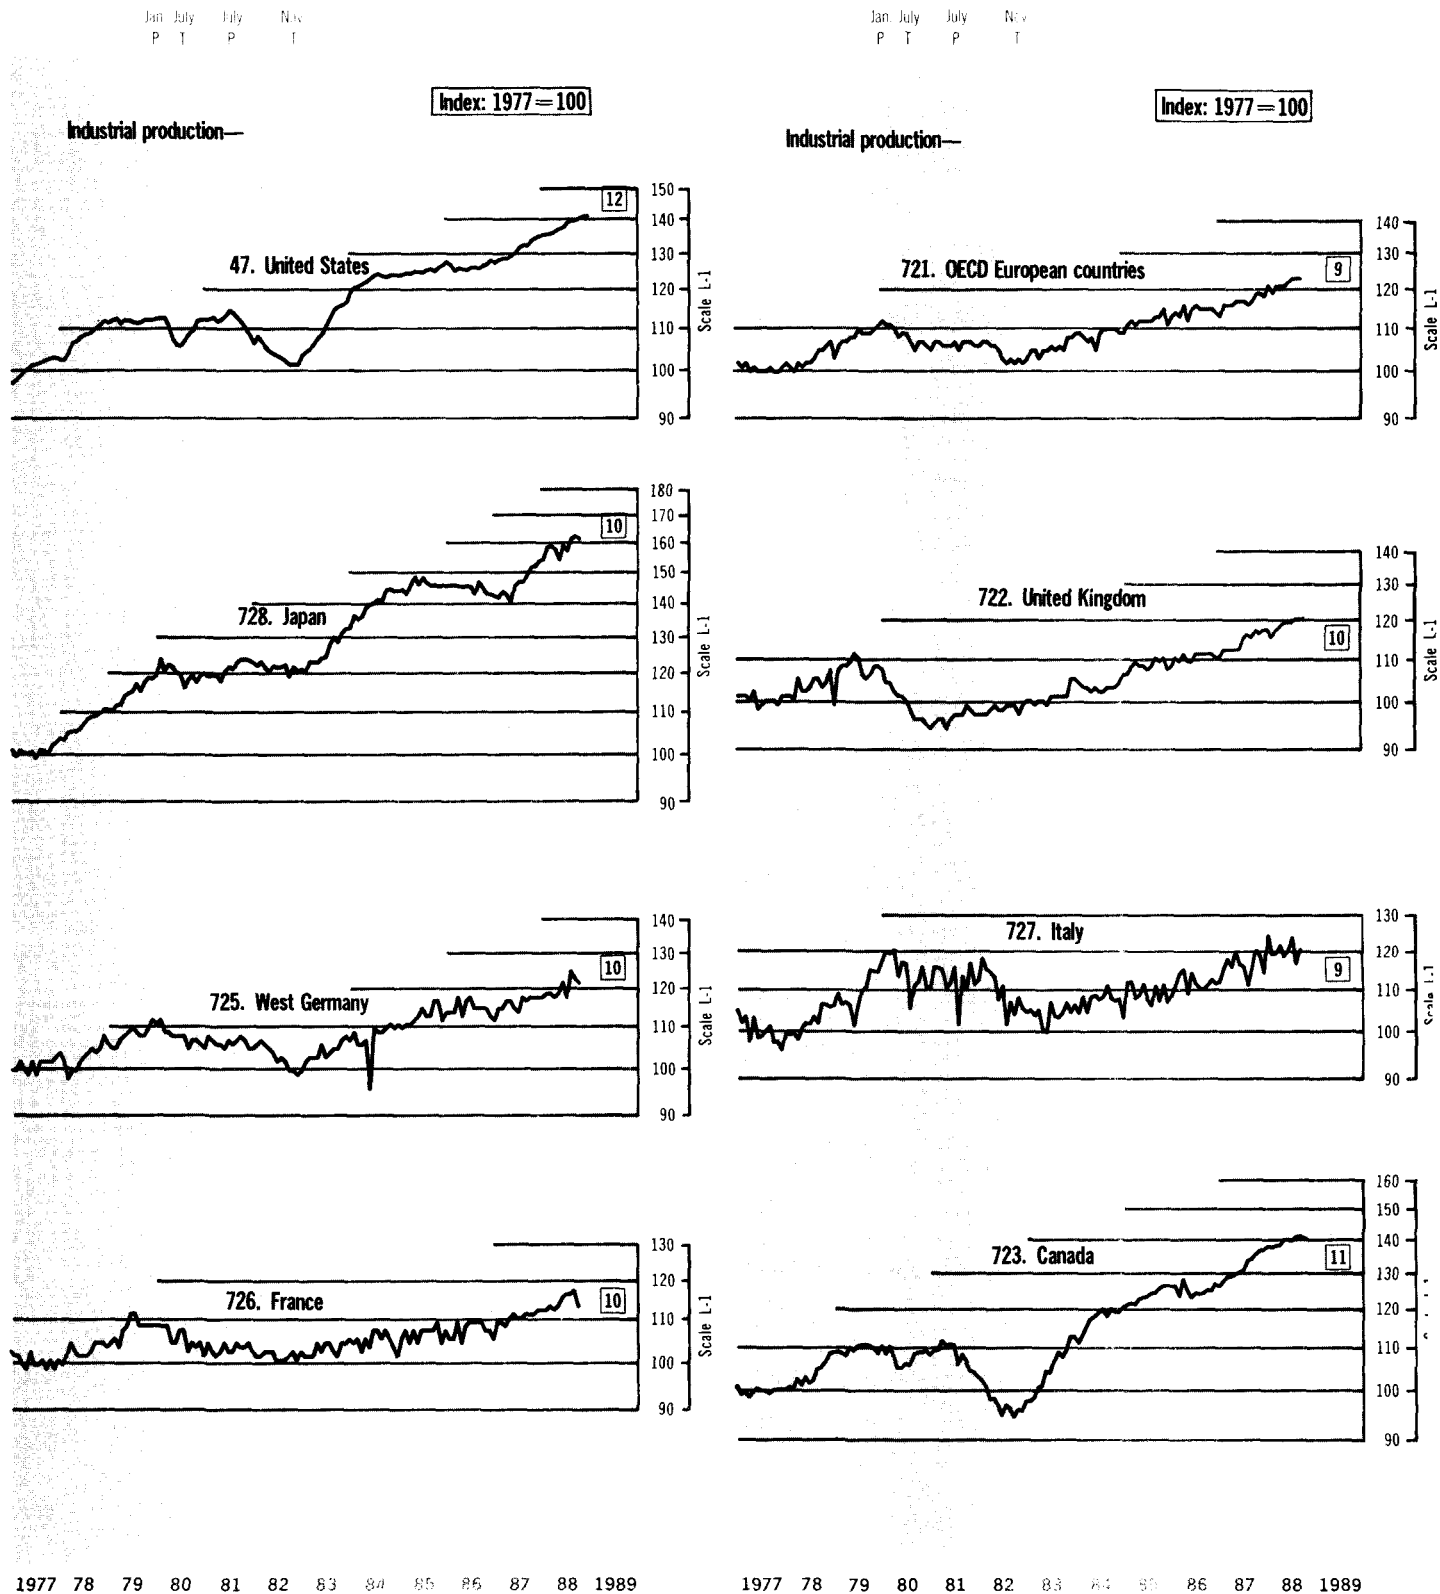 Jan. July July Nov
P T P T
Index: 1977=100
Industrial production—
150
12
140
130
47. United States
120
110
100
90
Scale L-1
180
170
10
160
150
140
728. Japan
130
120
110
100
90
Scale L-1
140
130
10
120
725. West Germany
110
100
90
Scale L-1
130
120
10
726. France
110
100
90
Scale L-1
1977 78 79 80 81 82 83 84 85 86 87 88 1989
Jan. July July Nov
P T P T
Index: 1977=100
Industrial production—
140
130
721. OECD European countries
9
120
110
100
90
Scale L-1
140
130
722. United Kingdom
120
10
110
100
90
Scale L-1
130
727. Italy
120
9
110
100
90
Scale L-1
160
150
140
723. Canada
11
130
120
110
100
90
1977 78 79 80 81 82 83 84 85 86 87 88 1989